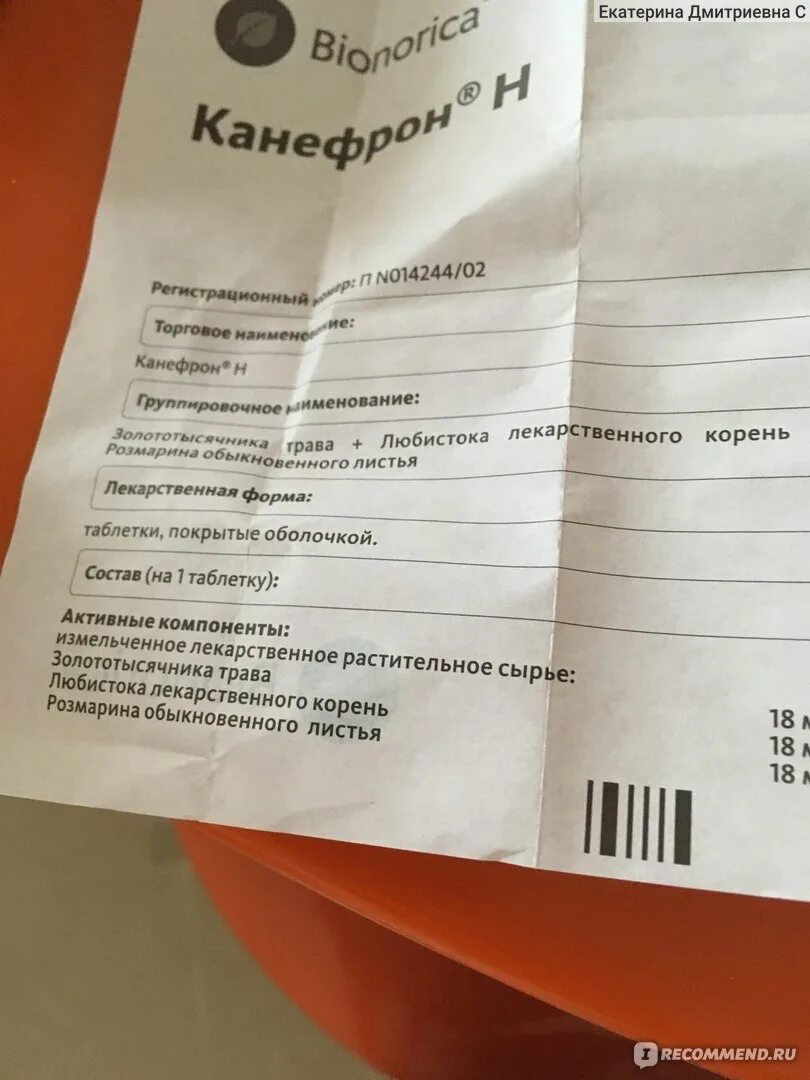 Екатерина Дмитриевна С
Bionorica
Канефрон® Н
Регистрационный номер: П N014244/02
Торговое наименование:
Канефрон® Н
Группировочное наименование:
Золототысячника трава + Любистока лекарственного корень
Розмарина обыкновенного листья
Лекарственная форма:
таблетки, покрытые оболочкой.
Состав (на 1 таблетку):
Активные компоненты:
измельченное лекарственное растительное сырье:
Золототысячника трава
Любистока лекарственного корень
Розмарина обыкновенного листья
18 м
18 м
18 м
IRECOMMEND.RU